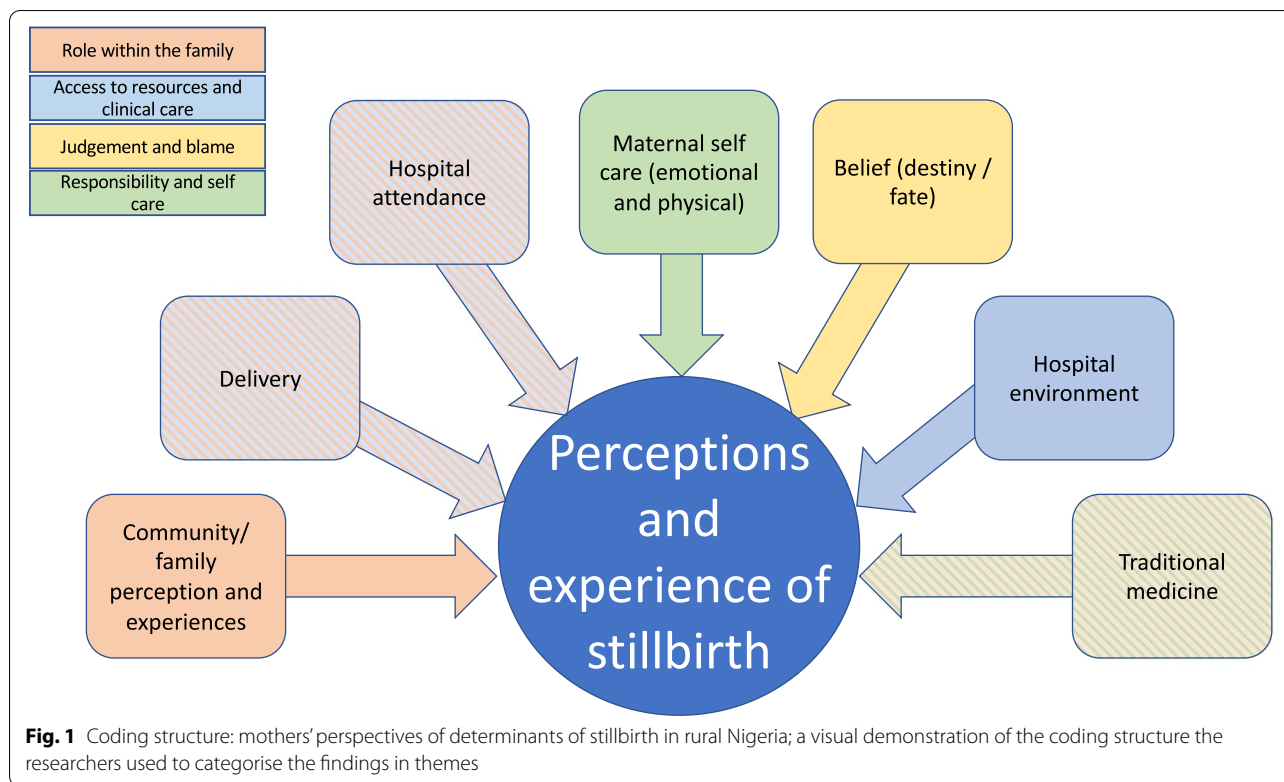 Role within the family
Access to resources and
clinical care
Judgement and blame
Responsibility and self
care
Hospital
attendance
Maternal self
care (emotional
and physical)
Belief (destiny /
fate)
Delivery
Hospital
environment
Community/
family
perception and
experiences
Perceptions
and
experience of
stillbirth
Traditional
medicine
Fig. 1 Coding structure: mothers’ perspectives of determinants of stillbirth in rural Nigeria; a visual demonstration of the coding structure the
researchers used to categorise the findings in themes